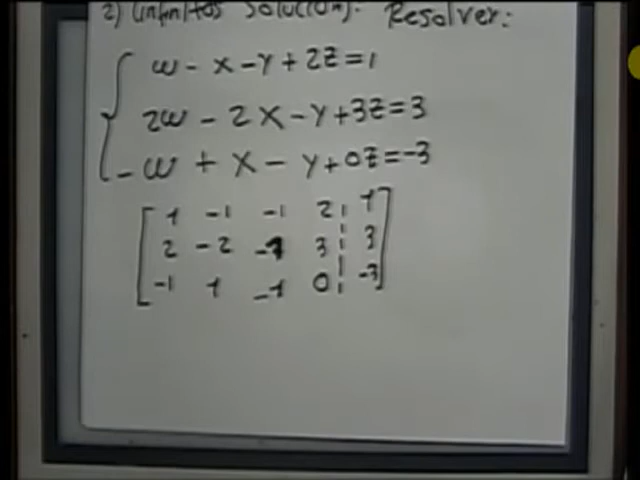 2) Infinitas Solución. Resolver:
w - x - y + 2z = 1
2w - 2x - y + 3z = 3
- w + x - y + 0z = -3
1 -1 -1 2 1
2 -2 -1 3 3
-1 1 -1 0 -3